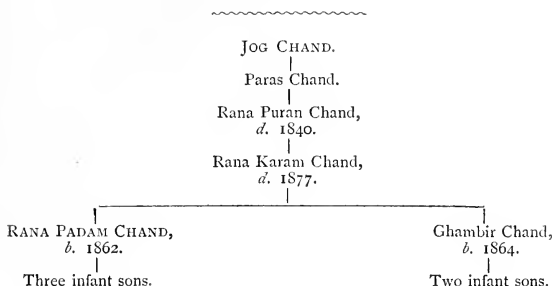 JOG CHAND.
Paras Chand.
Rana Puran Chand,
d. 1840.
Rana Karam Chand,
d. 1877.
RANA PADAM CHAND,
b. 1862.
Ghambir Chand,
b. 1864.
Three infant sons.
Two infant sons.